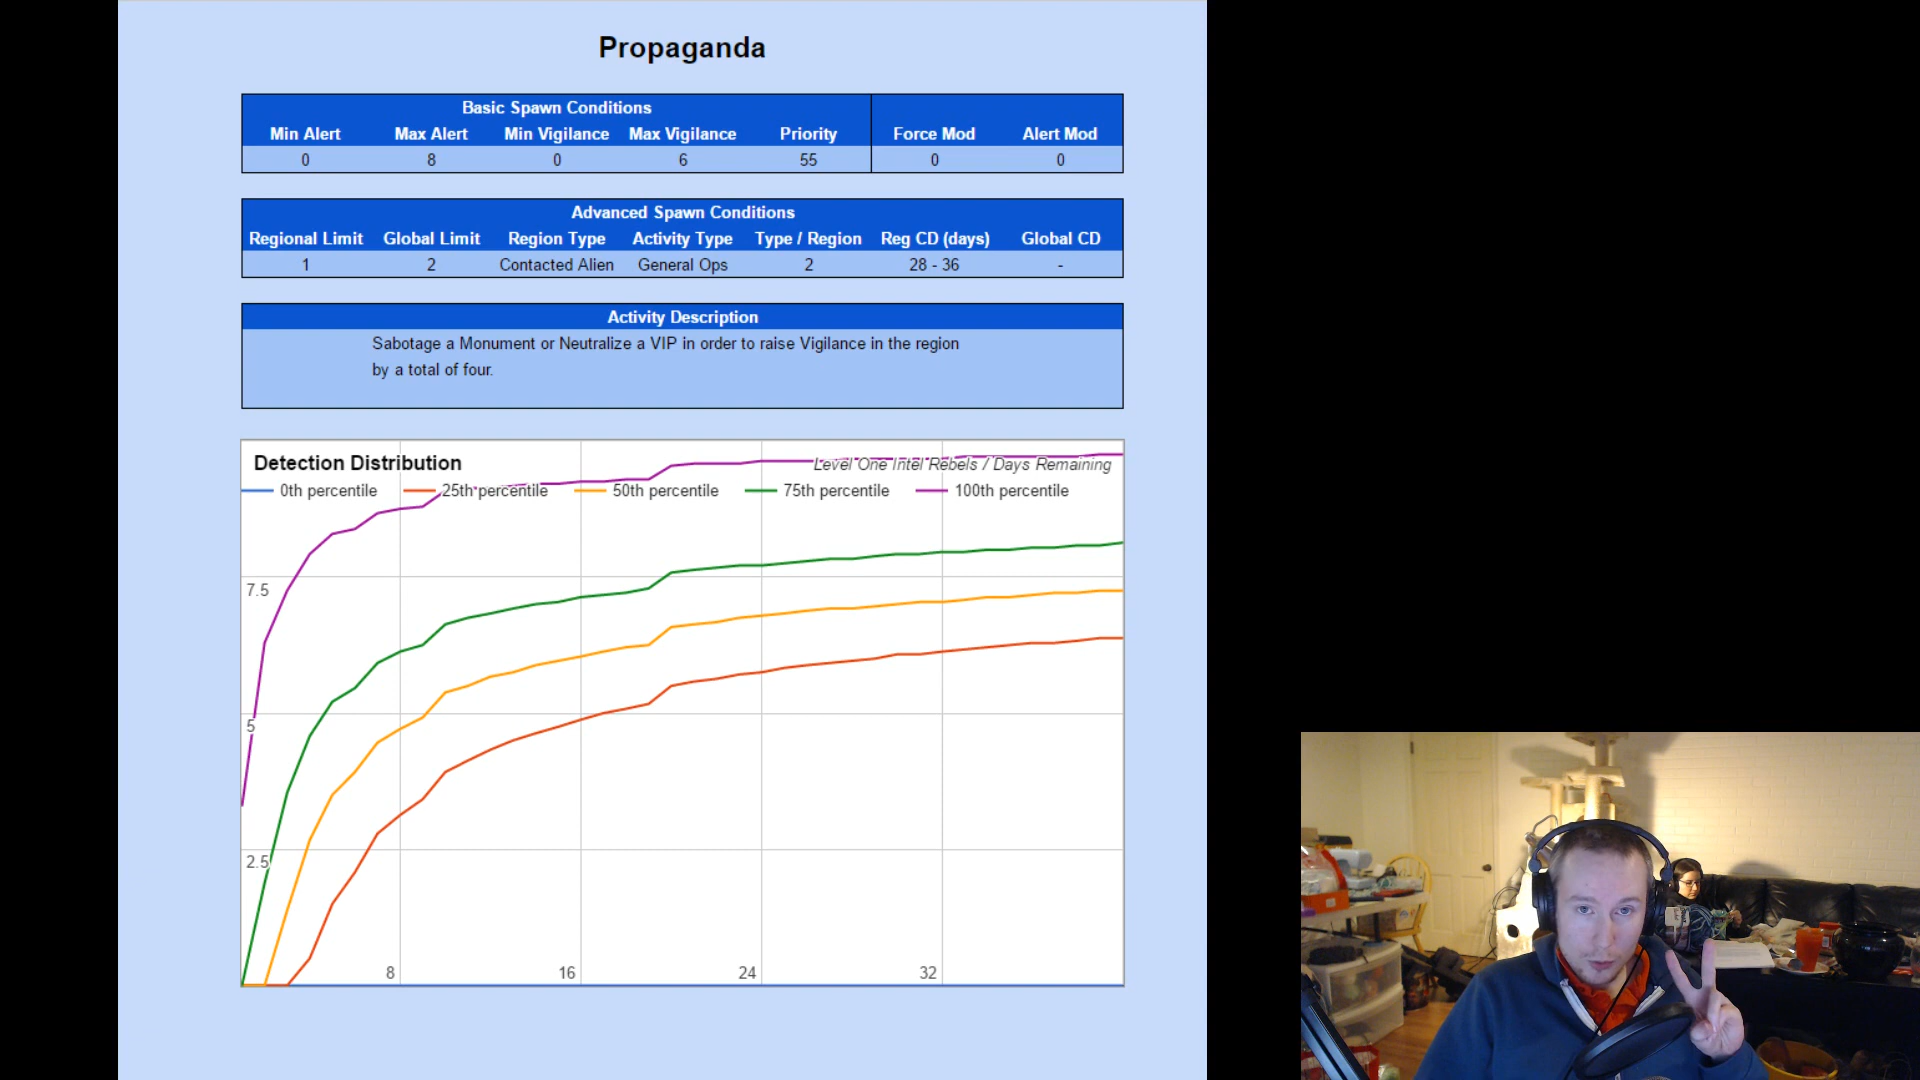 Propaganda
Basic Spawn Conditions
Min Alert Max Alert Min Vigilance Max Vigilance Priority Force Mod Alert Mod
0 8 0 6 55 0 0
Advanced Spawn Conditions
Regional Limit Global Limit Region Type Activity Type Type / Region Reg CD (days) Global CD
1 2 Contacted Alien General Ops 2 28 - 36 -
Activity Description
Sabotage a Monument or Neutralize a VIP in order to raise Vigilance in the region
by a total of four.
Detection Distribution
Level One Intel Rebels / Days Remaining
0th percentile 25th percentile 50th percentile 75th percentile 100th percentile
7.5
5
2.5
8 16 24 32